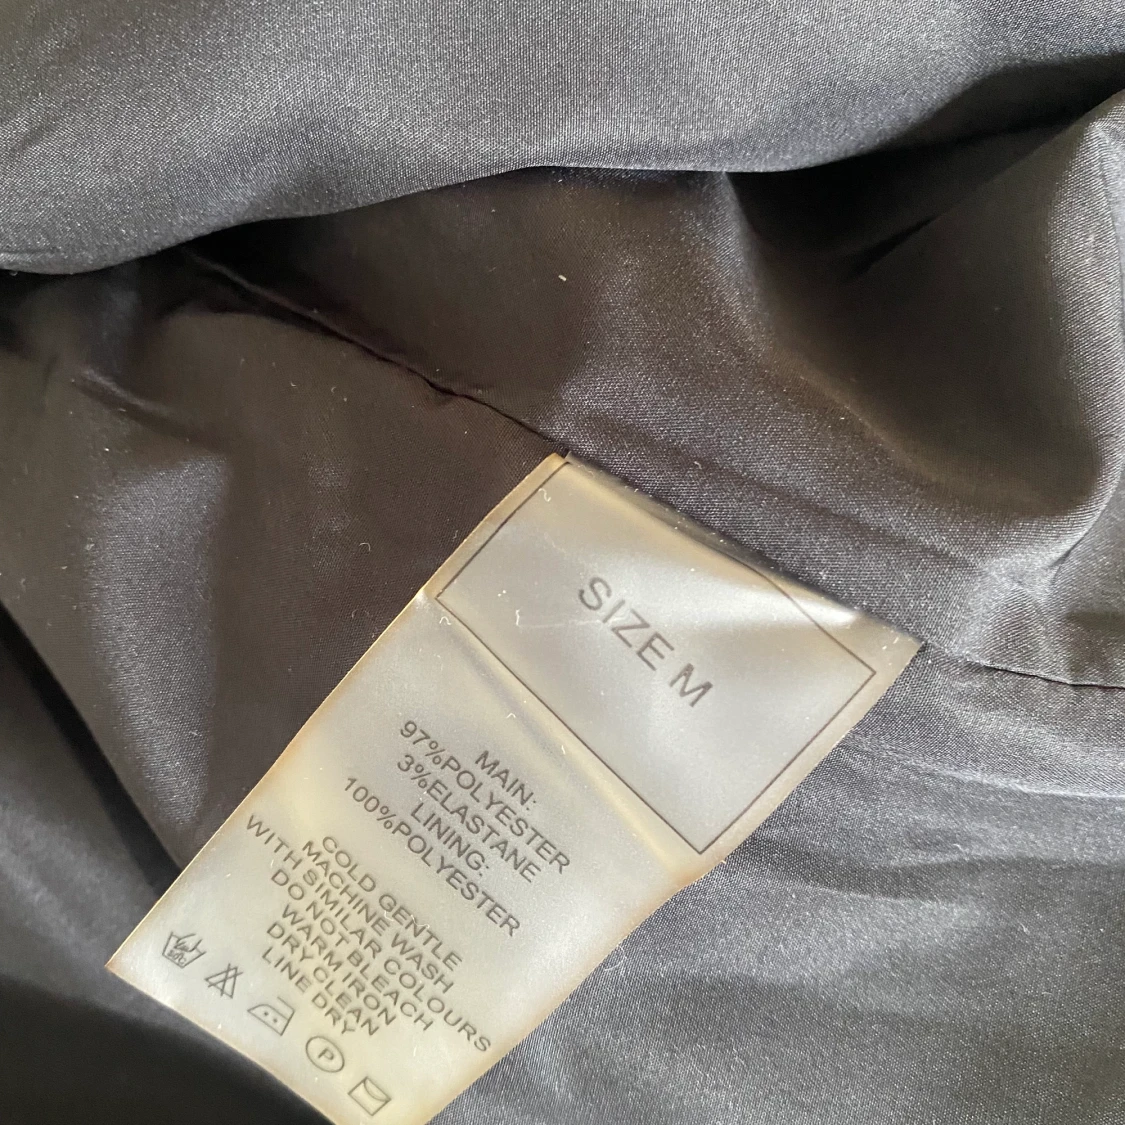 SIZE M
MAIN:
97%POLYESTER
3%ELASTANE
LINING:
100%POLYESTER
COLD GENTLE
MACHINE WASH
WITH SIMILAR COLOURS
DO NOT BLEACH
WARM IRON
DRY CLEAN
LINE DRY
P